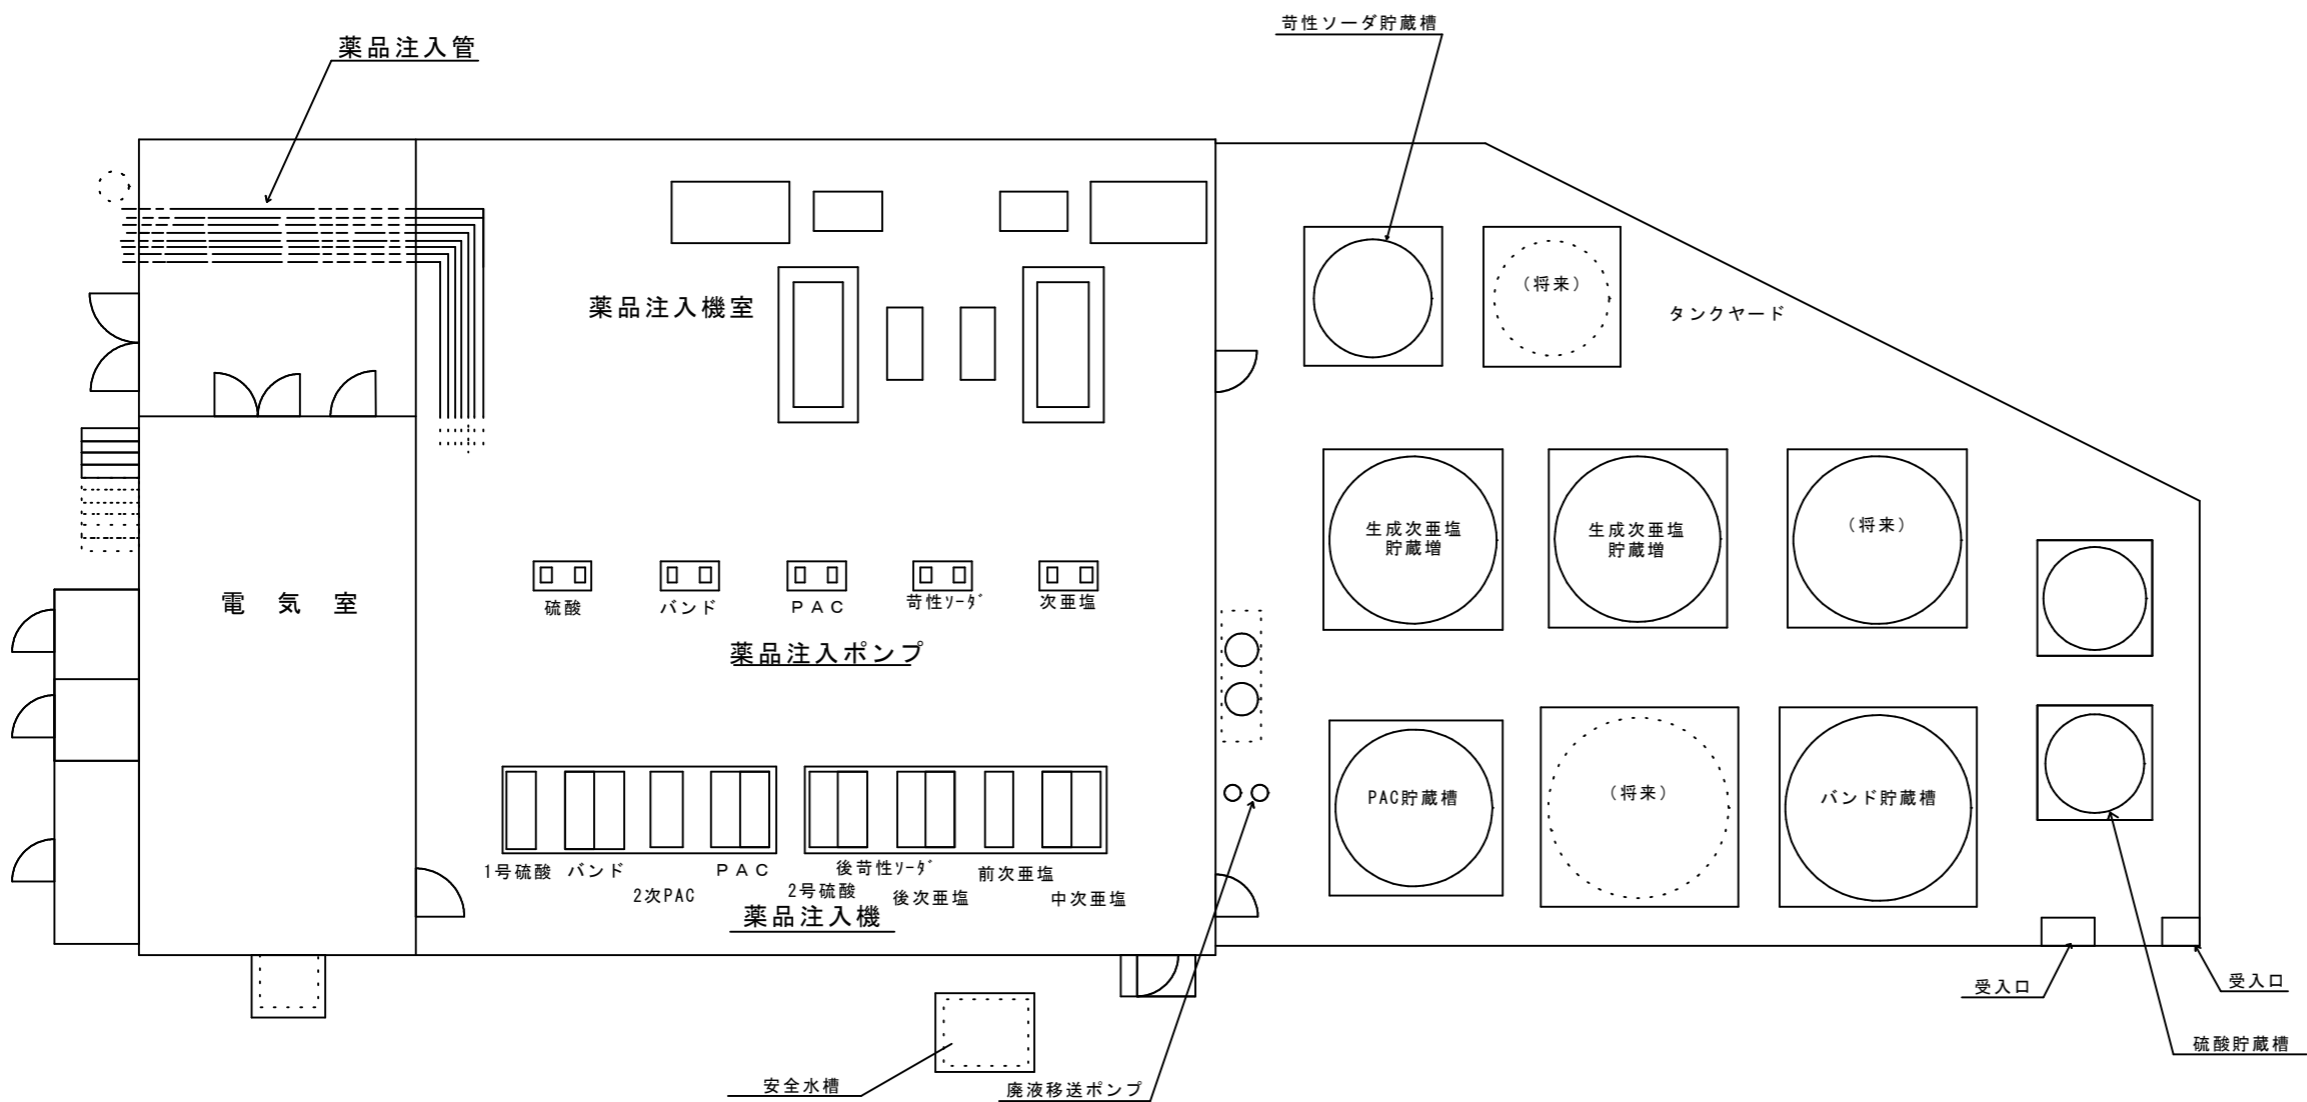 苛性ソーダ貯蔵槽
薬品注入管
薬品注入機室
(将来)
タンクヤード
生成次亜塩
貯蔵増
生成次亜塩
貯蔵増
(将来)
電 気 室
硫酸
バンド
PAC
苛性ソーダ
次亜塩
薬品注入ポンプ
PAC貯蔵槽
(将来)
バンド貯蔵槽
1号硫酸
バンド
2次PAC
PAC
2号硫酸
後苛性ソーダ
後次亜塩
前次亜塩
中次亜塩
薬品注入機
受入口
受入口
硫酸貯蔵槽
安全水槽
廃液移送ポンプ